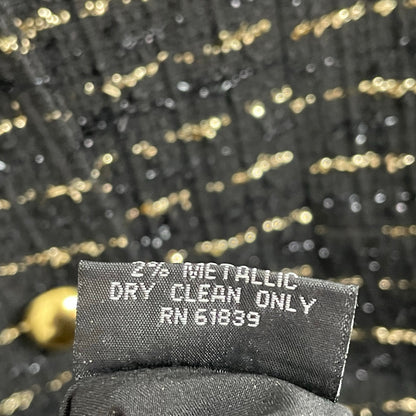 2% METALLIC
DRY CLEAN ONLY
RN 61839